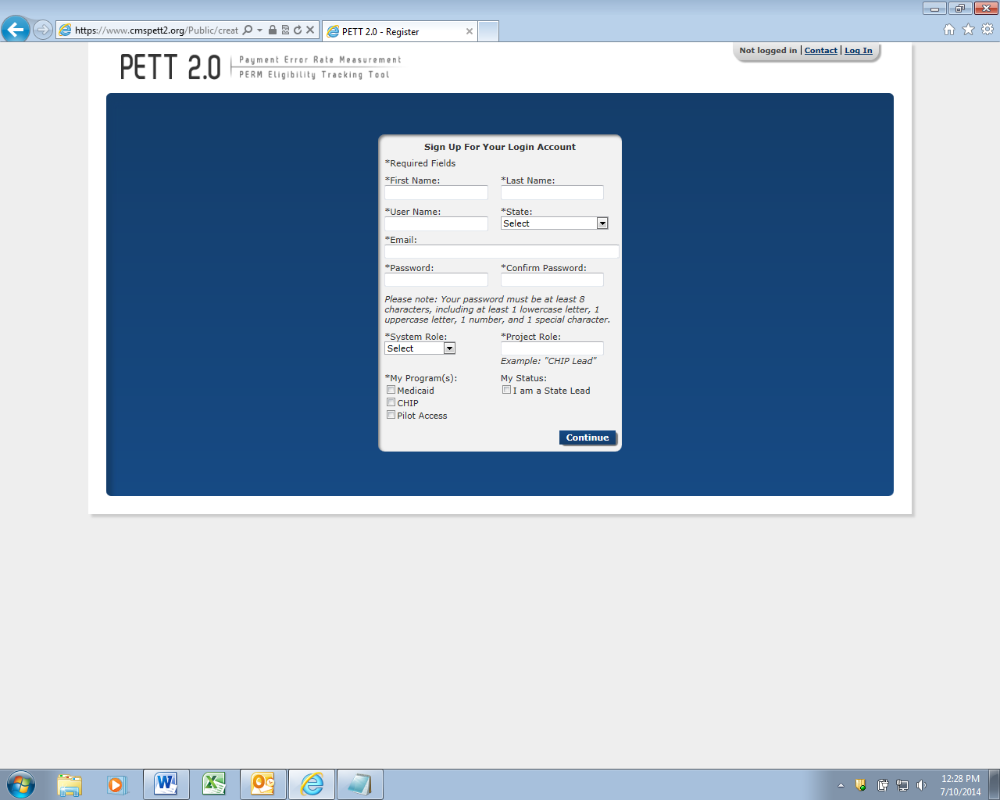 https://www.cmspett2.org/Public/creat
PETT 2.0 - Register
PETT 2.0
Payment Error Rate Measurement
PERM Eligibility Tracking Tool
Not logged in | Contact | Log In
Sign Up For Your Login Account
*Required Fields
*First Name: *Last Name:
*User Name: *State:
Select
*Email:
*Password: *Confirm Password:
Please note: Your password must be at least 8
characters, including at least 1 lowercase letter, 1
uppercase letter, 1 number, and 1 special character.
*System Role: *Project Role:
Select
Example: "CHIP Lead"
*My Program(s): My Status:
Medicaid I am a State Lead
CHIP
Pilot Access
Continue
12:28 PM
7/10/2014